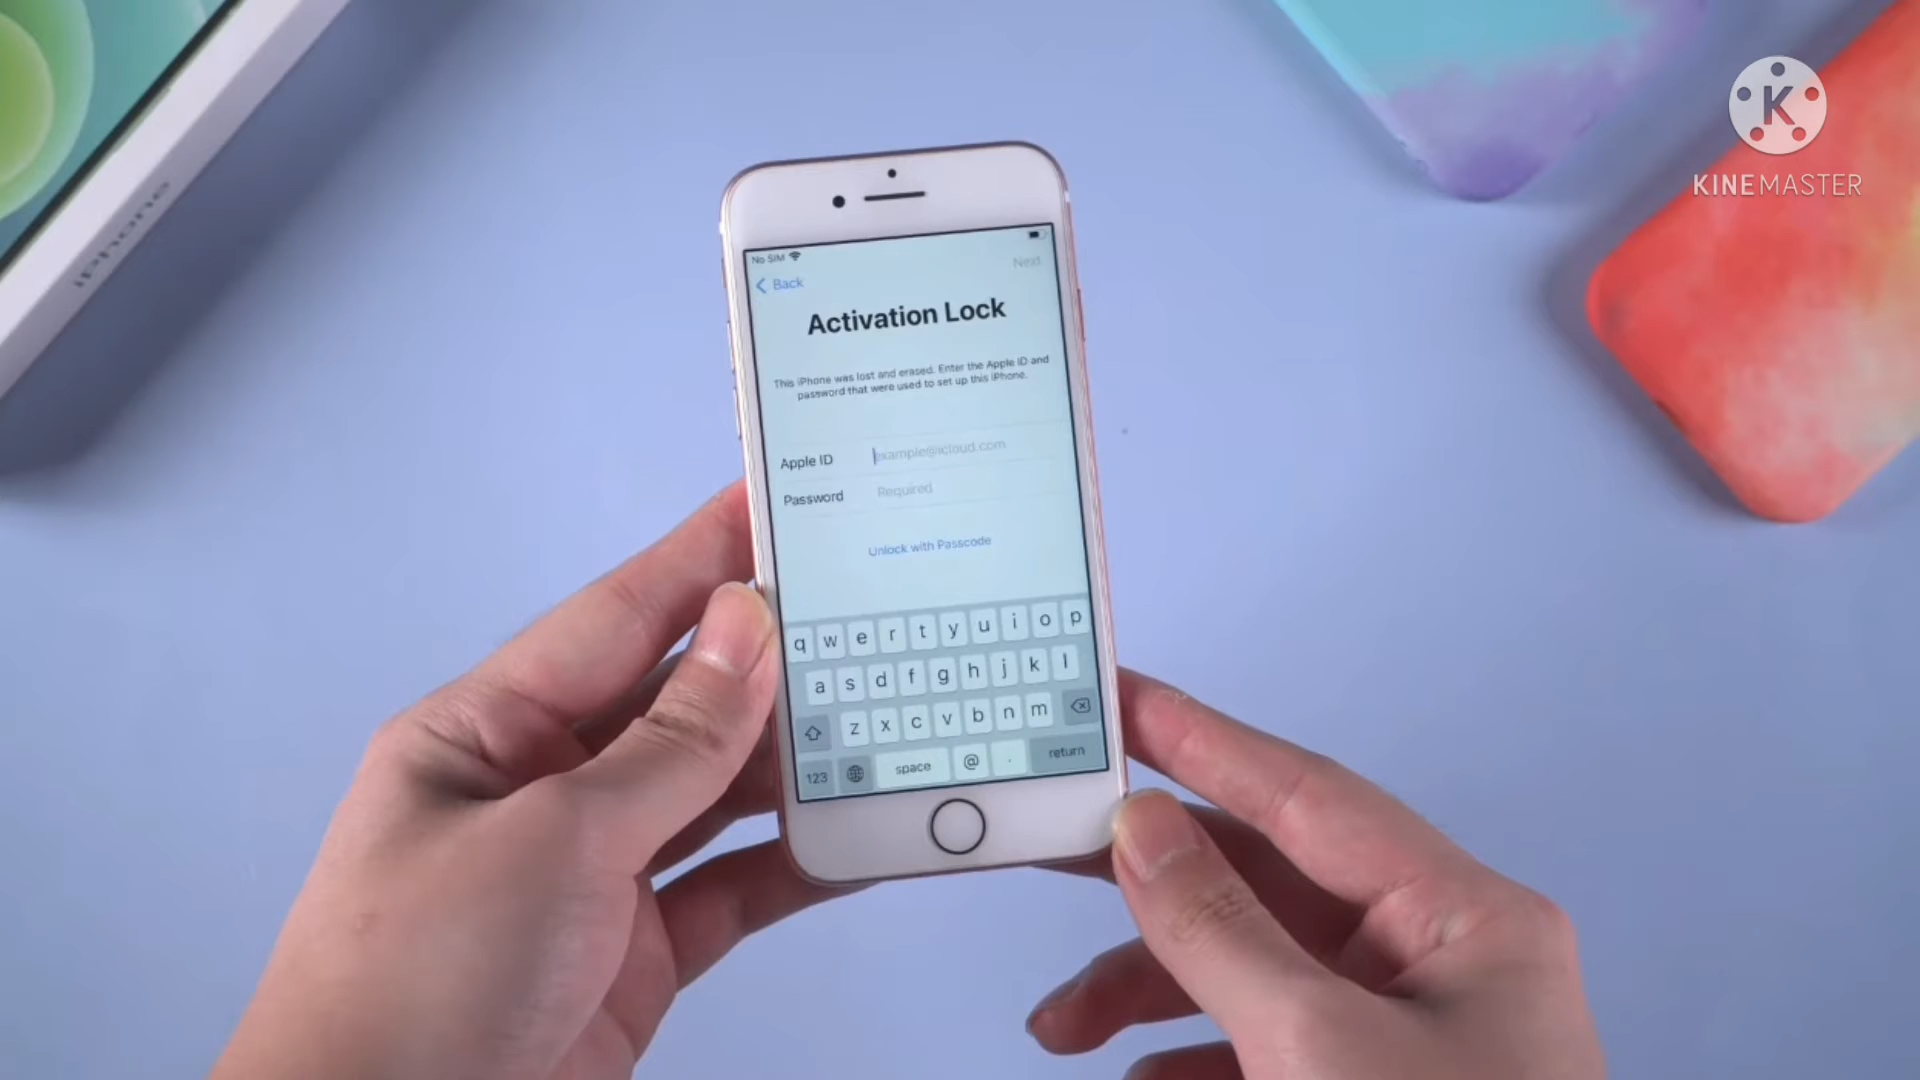 iPhone
KINEMASTER
No SIM
Back
Next
Activation Lock
This iPhone was lost and erased. Enter the Apple ID and
password that were used to set up this iPhone.
Apple ID example@icloud.com
Password Required
Unlock with Passcode
q w e r t y u i o p
a s d f g h j k l
z x c v b n m
123 space @ . return